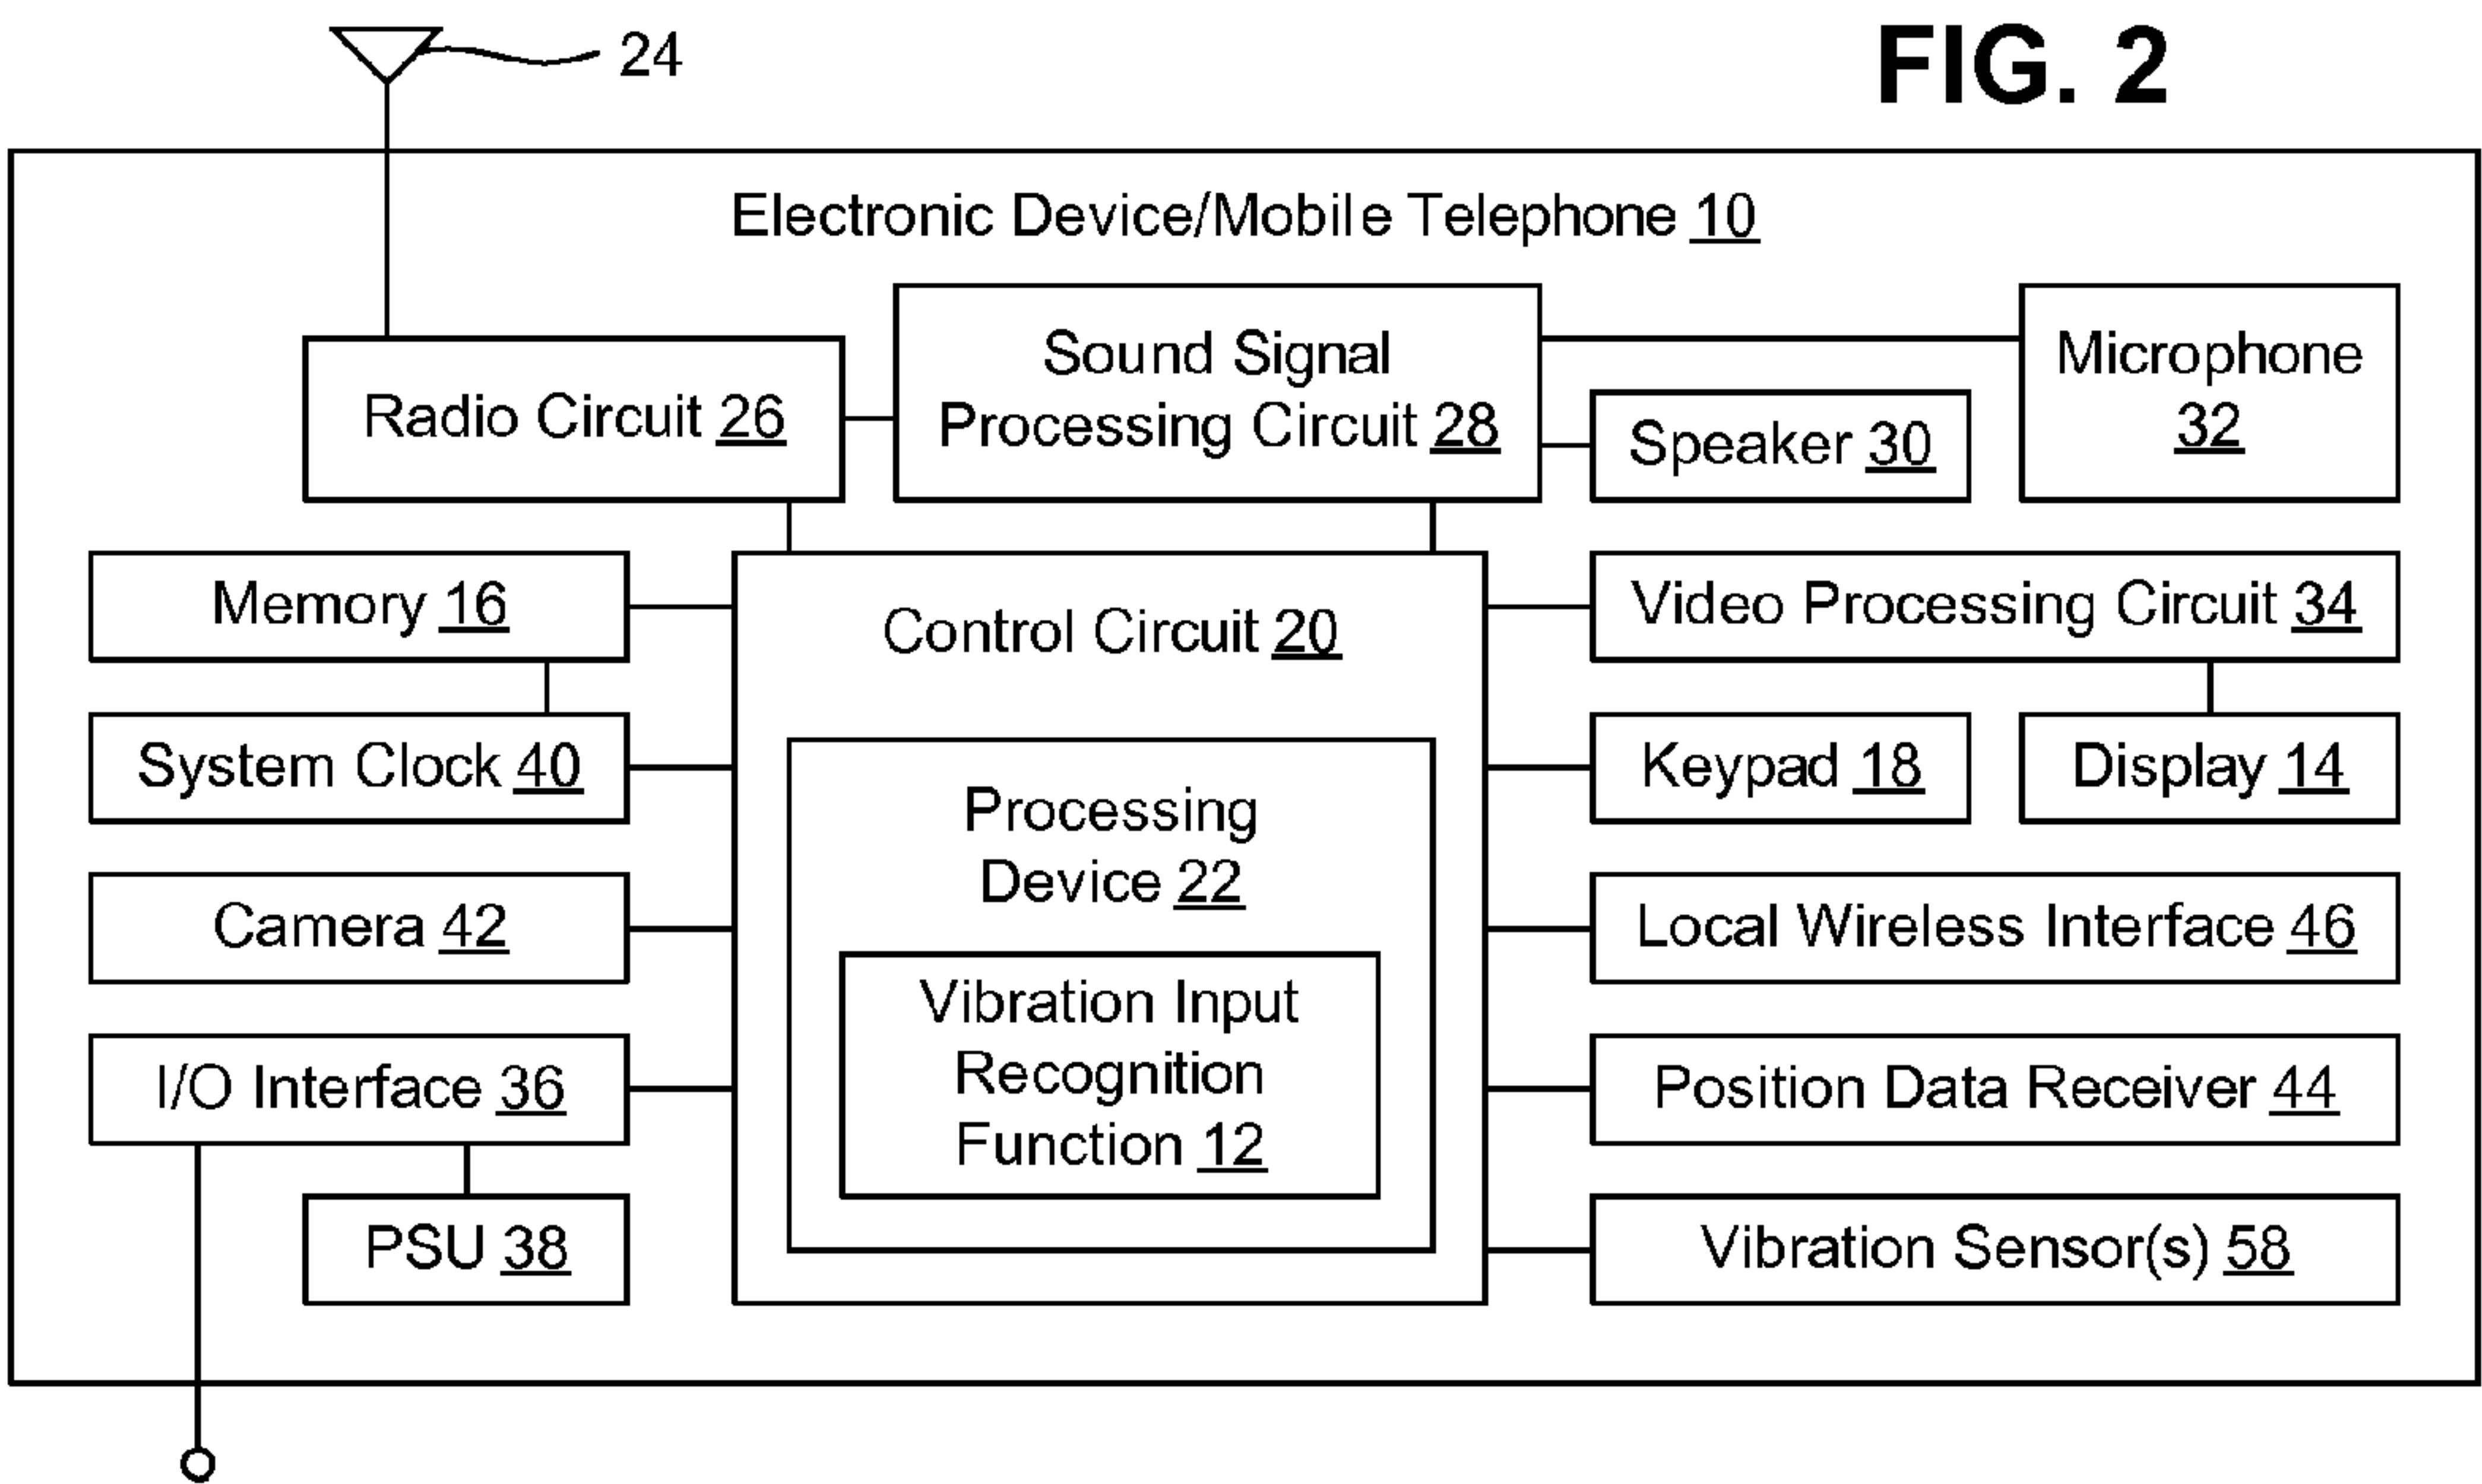 FIG. 2
24
Electronic Device/Mobile Telephone 10
Radio Circuit 26
Sound Signal
Processing Circuit 28
Microphone
32
Speaker 30
Memory 16
Control Circuit 20
Video Processing Circuit 34
System Clock 40
Keypad 18
Display 14
Processing
Device 22
Camera 42
Local Wireless Interface 46
Vibration Input
Recognition
Function 12
I/O Interface 36
Position Data Receiver 44
PSU 38
Vibration Sensor(s) 58